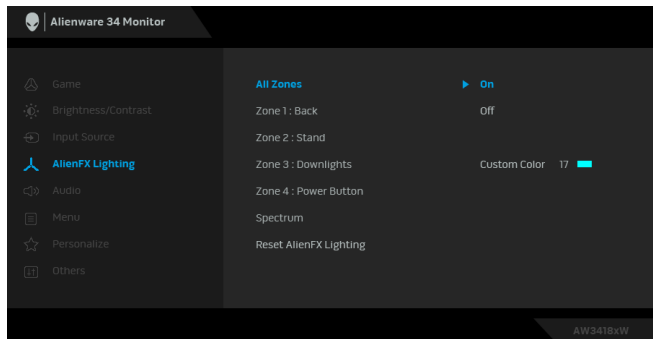 Alienware 34 Monitor
Game
Brightness/Contrast
Input Source
AlienFX Lighting
Audio
Menu
Personalize
Others
All Zones
Zone 1 : Back
Zone 2 : Stand
Zone 3 : Downlights
Zone 4 : Power Button
Spectrum
Reset AlienFX Lighting
On
Off
Custom Color 17
AW3418xW